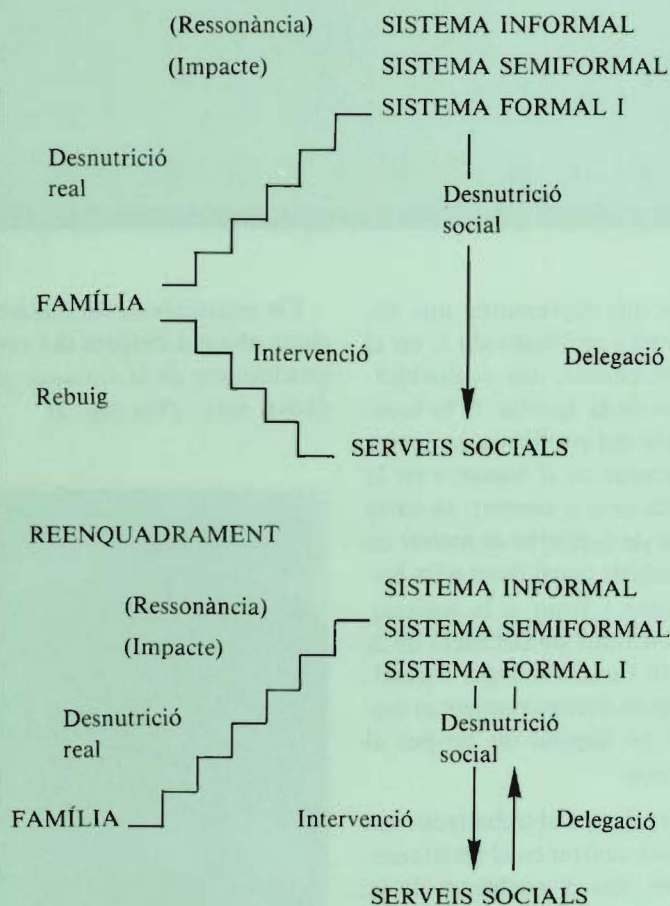 (Ressonància) SISTEMA INFORMAL
(Impacte) SISTEMA SEMIFORMAL
SISTEMA FORMAL I
Desnutrició
real
Desnutrició
social
FAMÍLIA
Intervenció
Delegació
Rebuig
SERVEIS SOCIALS
REENQUADRAMENT
(Ressonància) SISTEMA INFORMAL
(Impacte) SISTEMA SEMIFORMAL
SISTEMA FORMAL I
Desnutrició
real
Desnutrició
social
FAMÍLIA
Intervenció
Delegació
SERVEIS SOCIALS